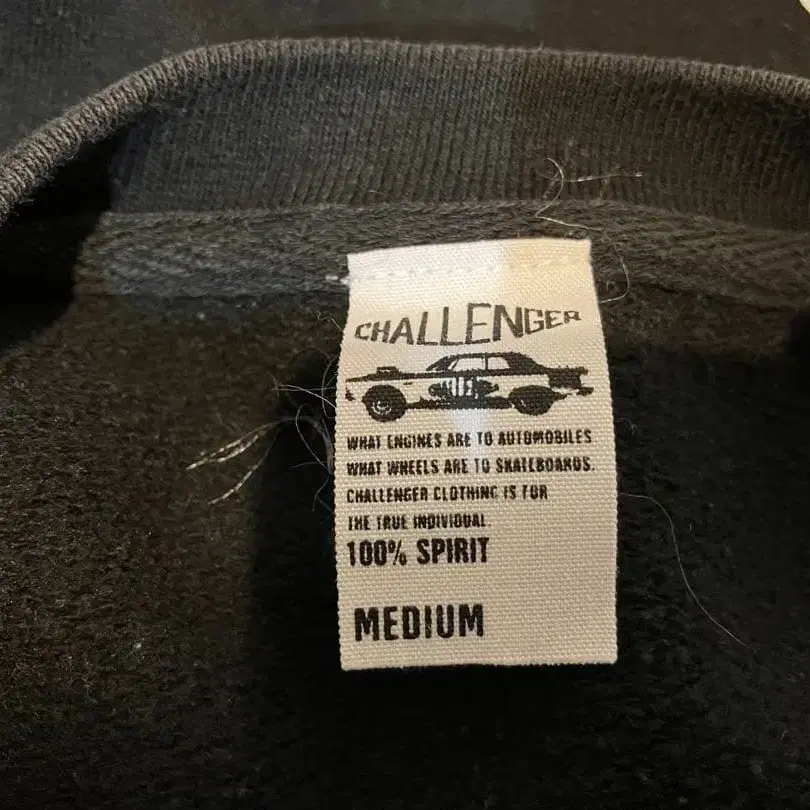 CHALLENGER
WHAT ENGINES ARE TO AUTOMOBILES
WHAT WHEELS ARE TO SKATEBOARDS.
CHALLENGER CLOTHING IS FOR
THE TRUE INDIVIDUAL.
100% SPIRIT
MEDIUM